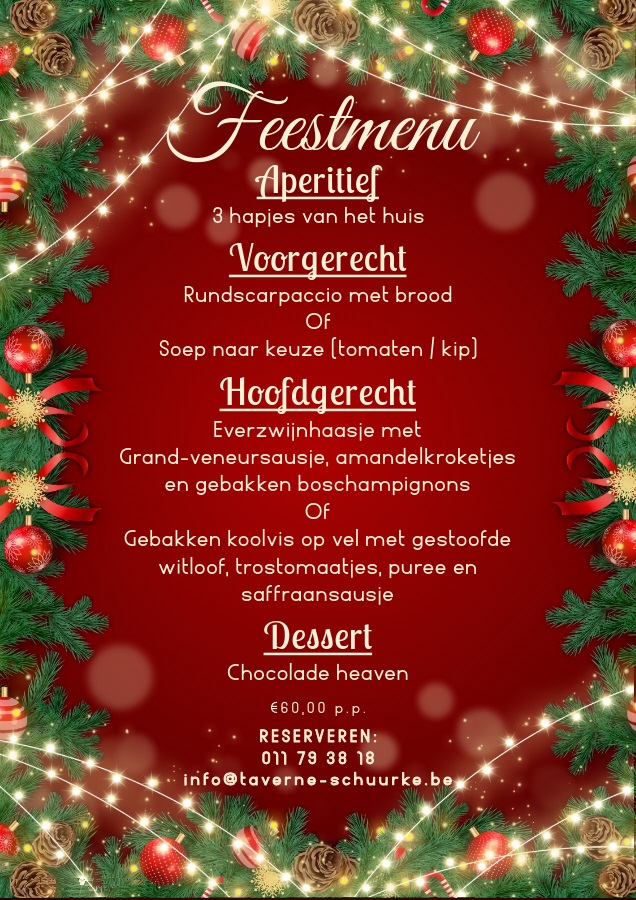 Feestmenu
Aperitief
3 hapjes van het huis
Voorgerecht
Rundscarpaccio met brood
Of
Soep naar keuze (tomaten / kip)
Hoofdgerecht
Everzwijnhaasje met
Grand-veneursausje, amandelkroketjes
en gebakken boschampignons
Of
Gebakken koolvis op vel met gestoofde
witloof, trostomaatjes, puree en
saffraansausje
Dessert
Chocolade heaven
€60,00 p.p.
RESERVEREN:
011 79 38 18
info@taverne-schuurke.be